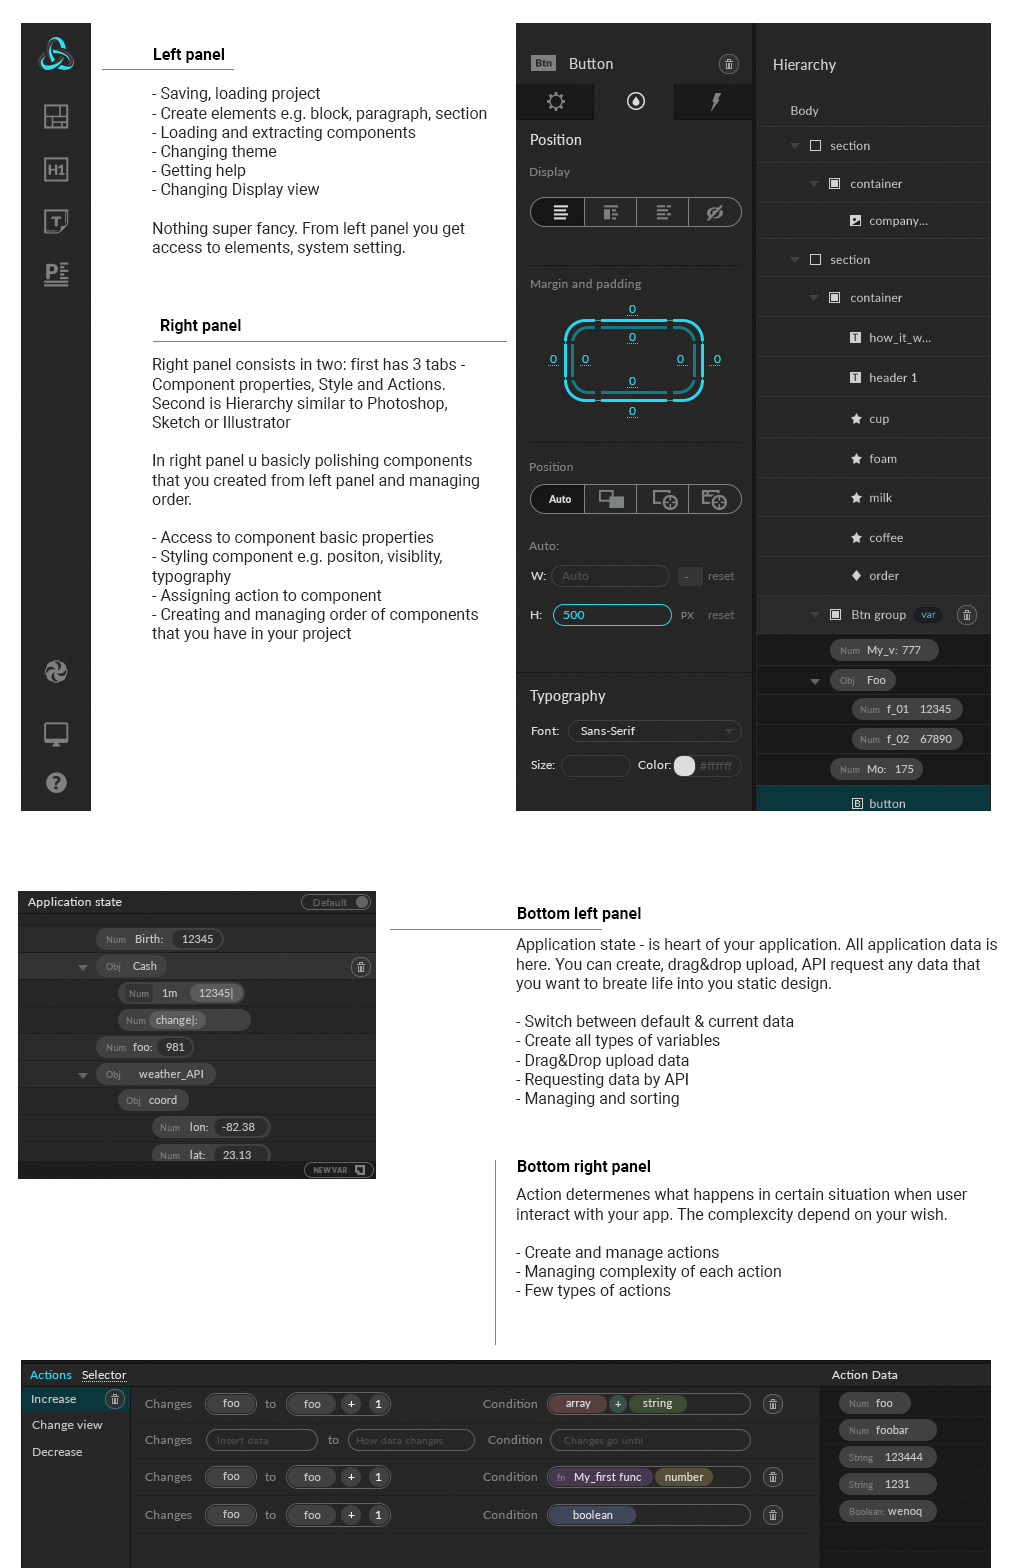 Left panel
- Saving, loading project
- Create elements e.g. block, paragraph, section
- Loading and extracting components
- Changing theme
- Getting help
- Changing Display view
Nothing super fancy. From left panel you get
access to elements, system setting.
H1
T
P
?
Right panel
Right panel consists in two: first has 3 tabs -
Component properties, Style and Actions.
Second is Hierarchy similar to Photoshop,
Sketch or Illustrator
In right panel u basicly polishing components
that you created from left panel and managing
order.
- Access to component basic properties
- Styling component e.g. positon, visiblity,
typography
- Assigning action to component
- Creating and managing order of components
that you have in your project
Btn Button
Position
Display
Margin and padding
0
0
0 0 0 0
0
0
Position
Auto
Auto:
W: Auto - reset
H: 500 PX reset
Typography
Font: Sans-Serif
Size: Color: #ffffff
Hierarchy
Body
section
container
company...
section
container
T how_it_w...
T header 1
cup
foam
milk
coffee
order
Btn group var
Num My_v: 777
Obj Foo
Num f_01 12345
Num f_02 67890
Num Mo: 175
B button
Application state Default
Num Birth: 12345
Obj Cash
Num 1m 12345|
Num change|:
Num foo: 981
Obj weather_API
Obj coord
Num lon: -82.38
Num lat: 23.13
NEW VAR
Bottom left panel
Application state - is heart of your application. All application data is
here. You can create, drag&drop upload, API request any data that
you want to breate life into you static design.
- Switch between default & current data
- Create all types of variables
- Drag&Drop upload data
- Requesting data by API
- Managing and sorting
Bottom right panel
Action determenes what happens in certain situation when user
interact with your app. The complexcity depend on your wish.
- Create and manage actions
- Managing complexity of each action
- Few types of actions
Actions Selector
Increase
Change view
Decrease
Changes foo to foo + 1 Condition array + string
Changes Insert data to How data changes Condition Changes go until
Changes foo to foo + 1 Condition fn My_first func number
Changes foo to foo + 1 Condition boolean
Action Data
Num foo
Num foobar
String 123444
String 1231
Boolean: wenoq